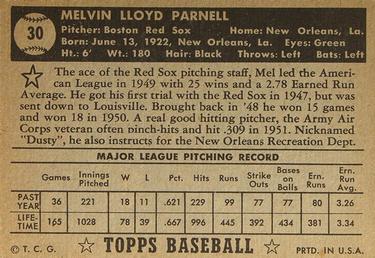 30
MELVIN LLOYD PARNELL
Pitcher: Boston Red Sox Home: New Orleans, La.
Born: June 13, 1922, New Orleans, La. Eyes: Green
Ht.: 6' Wt.: 180 Hair: Black Throws: Left Bats: Left
The ace of the Red Sox pitching staff, Mel led the Ameri-
can League in 1949 with 25 wins and a 2.78 Earned Run
Average. He got his first trial with the Red Sox in 1947, but was
sent down to Louisville. Brought back in '48 he won 15 games
and won 18 in 1950. A real good hitting pitcher, the Army Air
Corps veteran often pinch-hits and hit .309 in 1951. Nicknamed
"Dusty", he also instructs for the New Orleans Recreation Dept.
MAJOR LEAGUE PITCHING RECORD
Games Innings Pitched W L Pct. Hits Runs Strike Outs Bases on Balls Ern. Runs Ern. Run Avg.
PAST YEAR 36 221 18 11 .621 229 99 77 77 80 3.26
LIFE-TIME 165 1028 78 39 .667 996 445 392 434 381 3.34
© T. C. G. TOPPS BASEBALL PRTD. IN U.S.A.